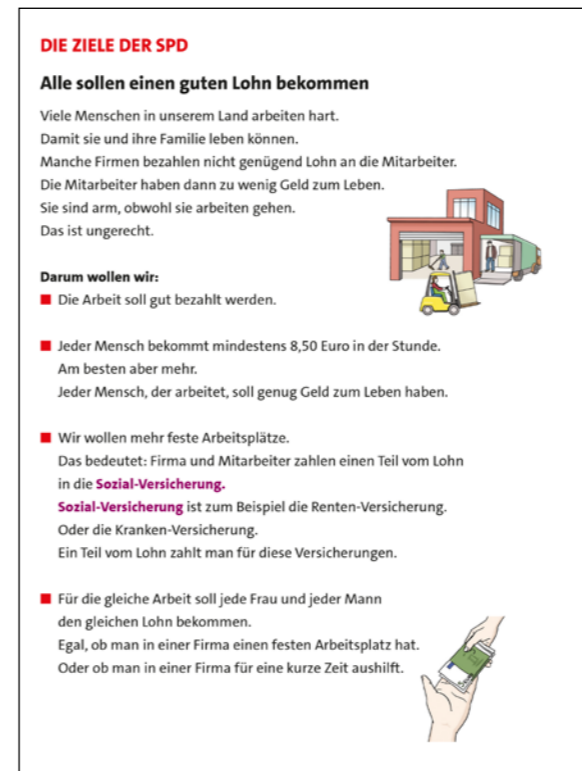 DIE ZIELE DER SPD
Alle sollen einen guten Lohn bekommen
Viele Menschen in unserem Land arbeiten hart.
Damit sie und ihre Familie leben können.
Manche Firmen bezahlen nicht genügend Lohn an die Mitarbeiter.
Die Mitarbeiter haben dann zu wenig Geld zum Leben.
Sie sind arm, obwohl sie arbeiten gehen.
Das ist ungerecht.
Darum wollen wir:
■ Die Arbeit soll gut bezahlt werden.
■ Jeder Mensch bekommt mindestens 8,50 Euro in der Stunde.
Am besten aber mehr.
Jeder Mensch, der arbeitet, soll genug Geld zum Leben haben.
■ Wir wollen mehr feste Arbeitsplätze.
Das bedeutet: Firma und Mitarbeiter zahlen einen Teil vom Lohn
in die Sozial-Versicherung.
Sozial-Versicherung ist zum Beispiel die Renten-Versicherung.
Oder die Kranken-Versicherung.
Ein Teil vom Lohn zahlt man für diese Versicherungen.
■ Für die gleiche Arbeit soll jede Frau und jeder Mann
den gleichen Lohn bekommen.
Egal, ob man in einer Firma einen festen Arbeitsplatz hat.
Oder ob man in einer Firma für eine kurze Zeit aushilft.